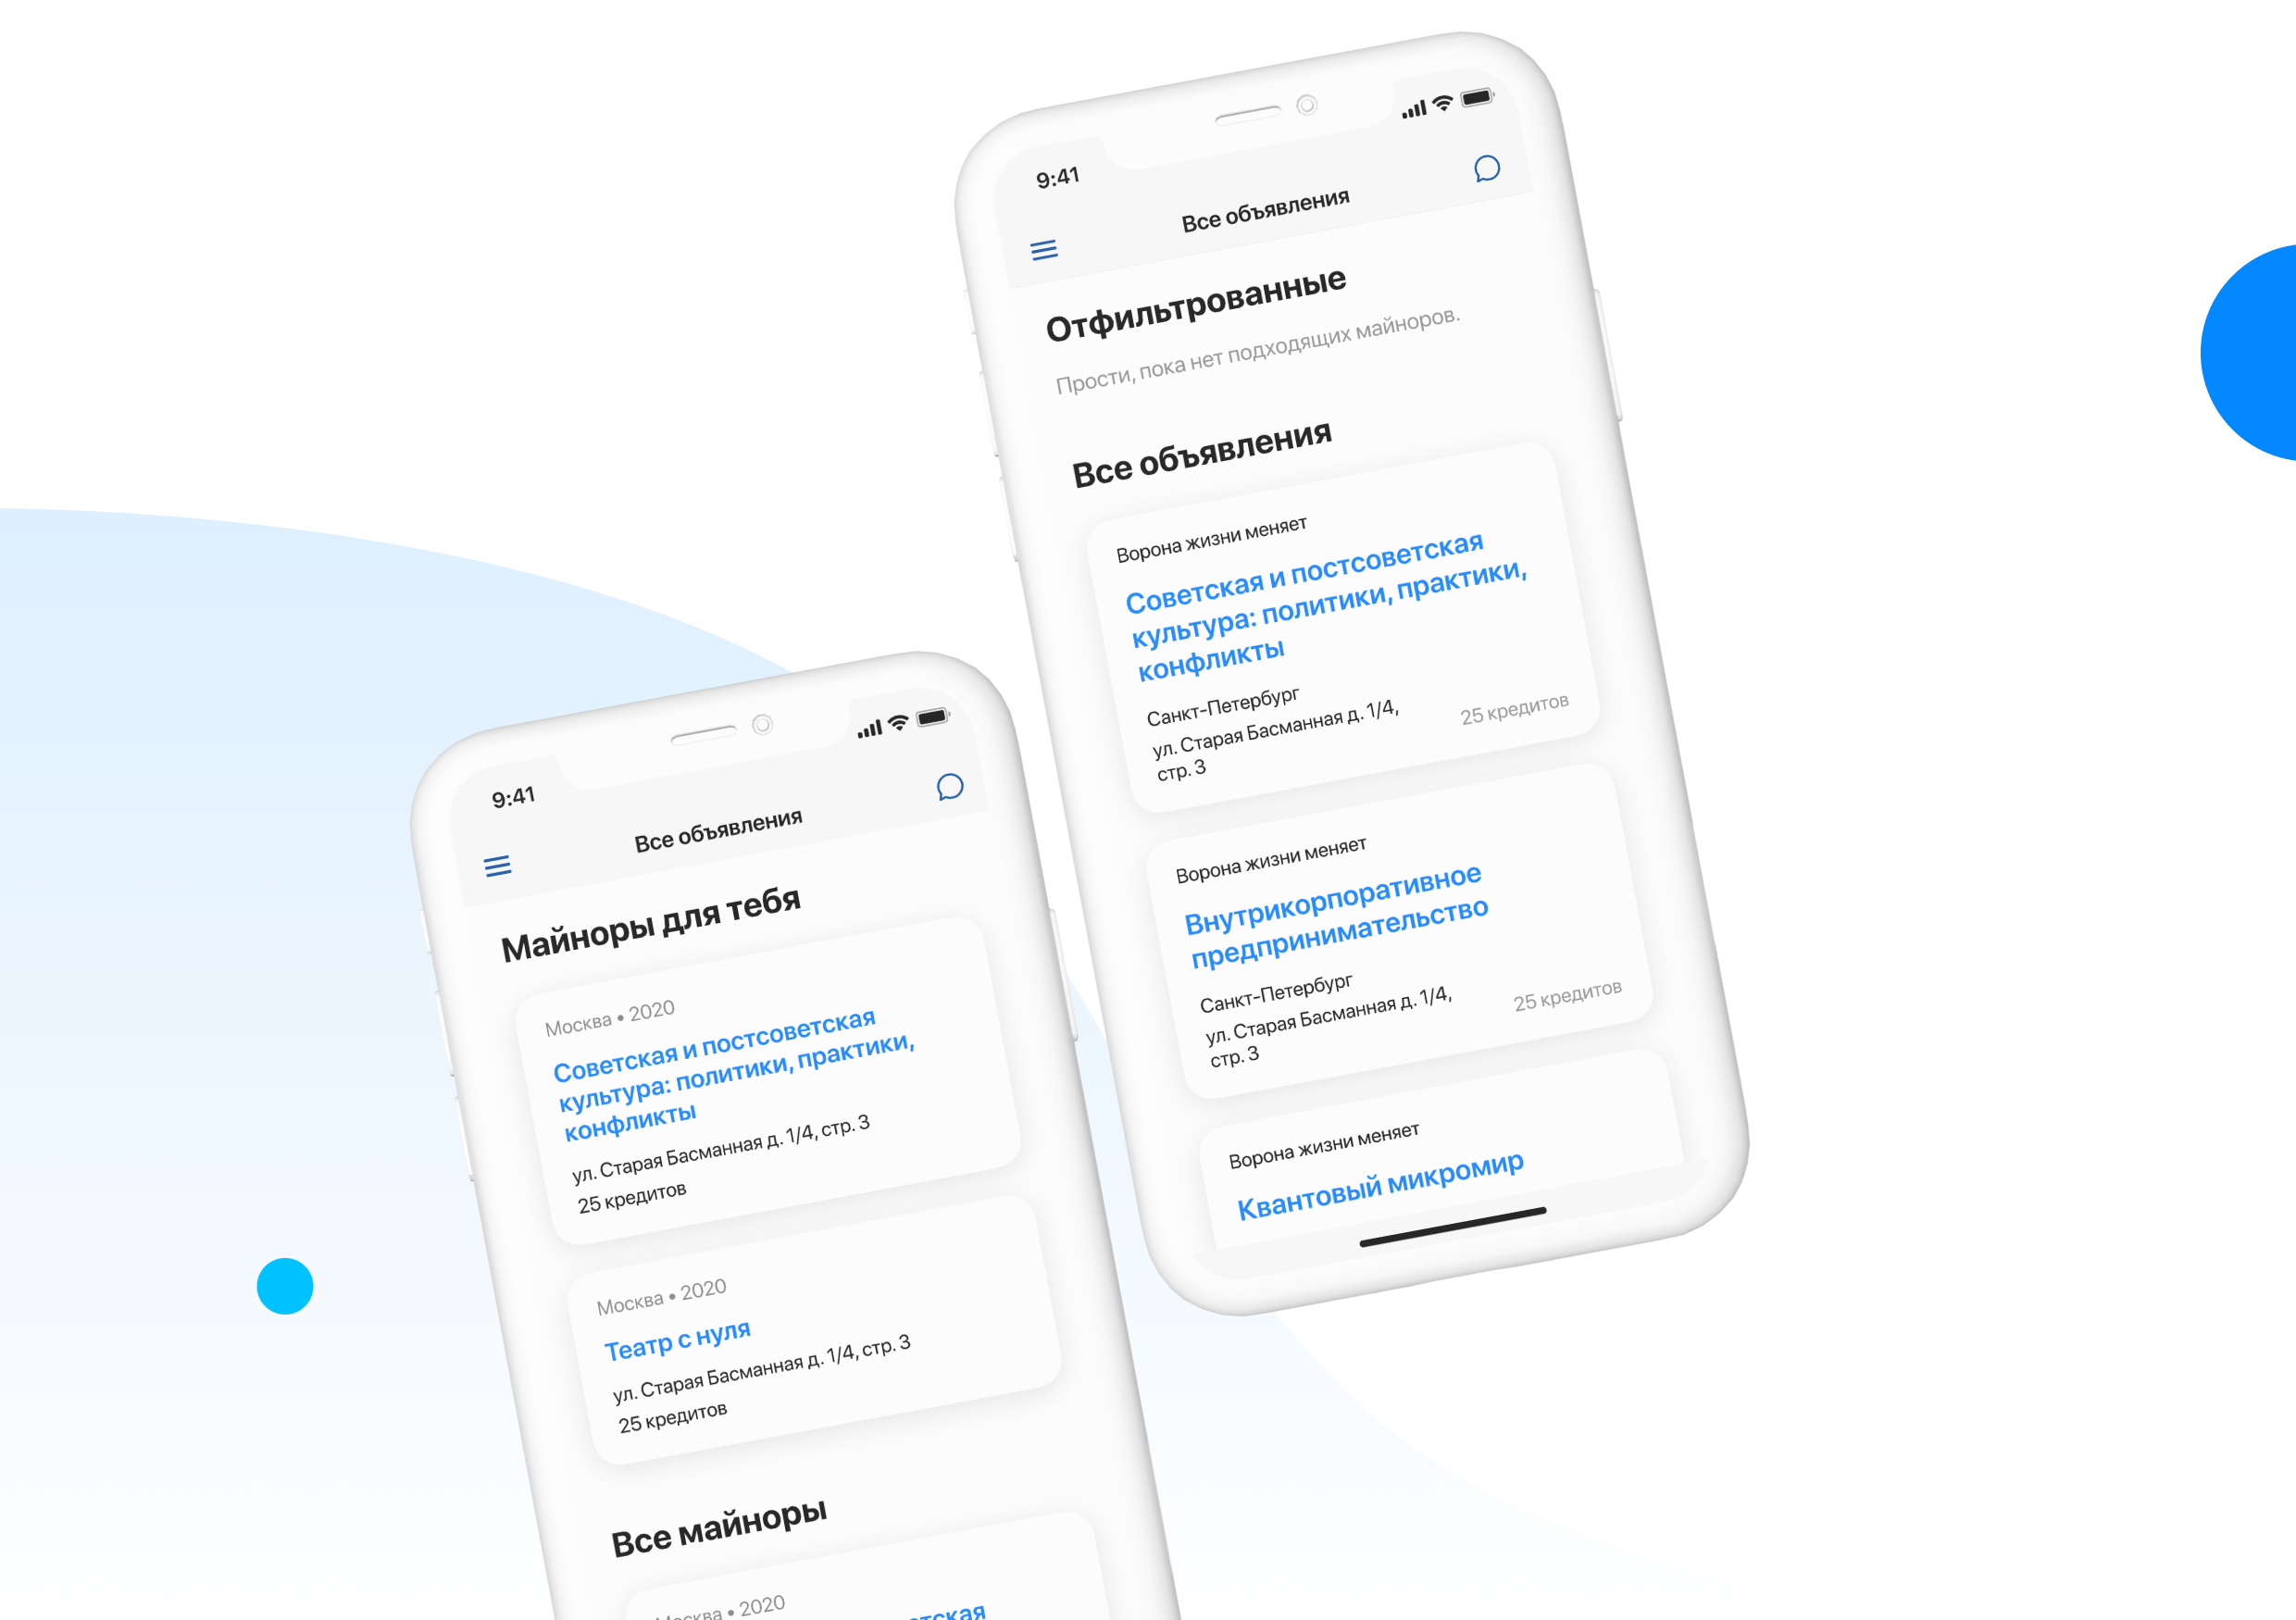 9:41
Все объявления
Майноры для тебя
Москва • 2020
Советская и постсоветская
культура: политики, практики,
конфликты
ул. Старая Басманная д. 1/4, стр. 3
25 кредитов
Москва • 2020
Театр с нуля
ул. Старая Басманная д. 1/4, стр. 3
25 кредитов
Все майноры
Москва • 2020
9:41
Все объявления
Отфильтрованные
Прости, пока нет подходящих майноров.
Все объявления
Ворона жизни меняет
Советская и постсоветская
культура: политики, практики,
конфликты
Санкт-Петербург
ул. Старая Басманная д. 1/4,
стр. 3
25 кредитов
Ворона жизни меняет
Внутрикорпоративное
предпринимательство
Санкт-Петербург
ул. Старая Басманная д. 1/4,
стр. 3
25 кредитов
Ворона жизни меняет
Квантовый микромир